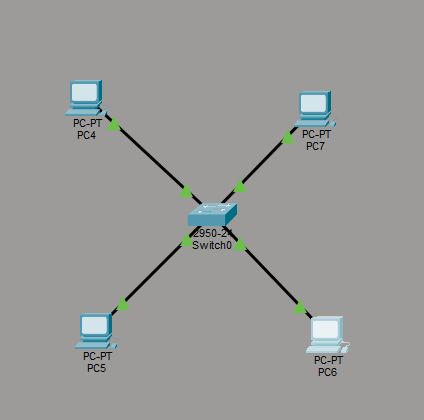 PC-PT
PC4
PC-PT
PC7
2950-24
Switch0
PC-PT
PC5
PC-PT
PC6